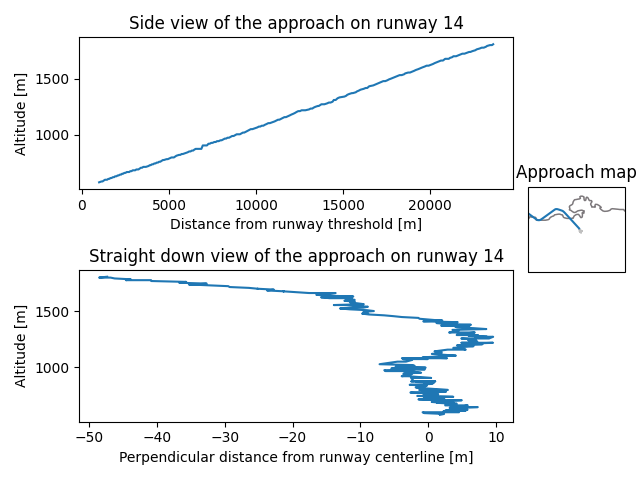 Side view of the approach on runway 14
Altitude [m]
1500
1000
0
5000
10000
15000
20000
Distance from runway threshold [m]
Approach map
Straight down view of the approach on runway 14
Altitude [m]
1500
1000
−50
−40
−30
−20
−10
0
10
Perpendicular distance from runway centerline [m]